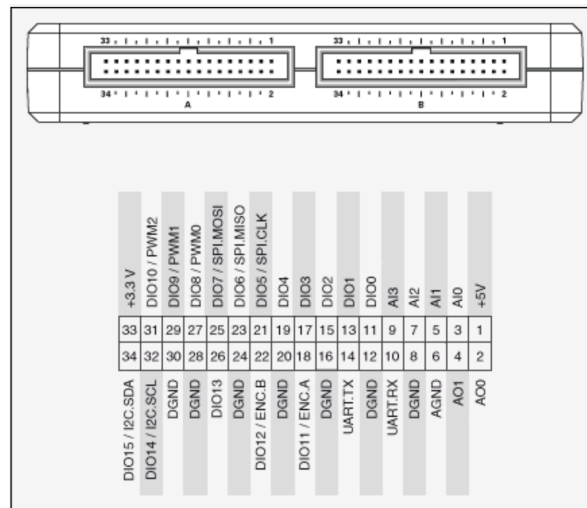 33 1 33 1
34 2 34 2
A B
+3.3 V
DIO10 / PWM2
DIO9 / PWM1
DIO8 / PWM0
DIO7 / SPI.MOSI
DIO6 / SPI.MISO
DIO5 / SPI.CLK
DIO4
DIO3
DIO2
DIO1
DIO0
AI3
AI2
AI1
AI0
+5V
33 31 29 27 25 23 21 19 17 15 13 11 9 7 5 3 1
34 32 30 28 26 24 22 20 18 16 14 12 10 8 6 4 2
DIO15 / I2C.SDA
DIO14 / I2C.SCL
DGND
DGND
DIO13
DGND
DIO12 / ENC.B
DGND
DIO11 / ENC.A
DGND
UART.TX
DGND
UART.RX
DGND
AGND
AO1
AO0